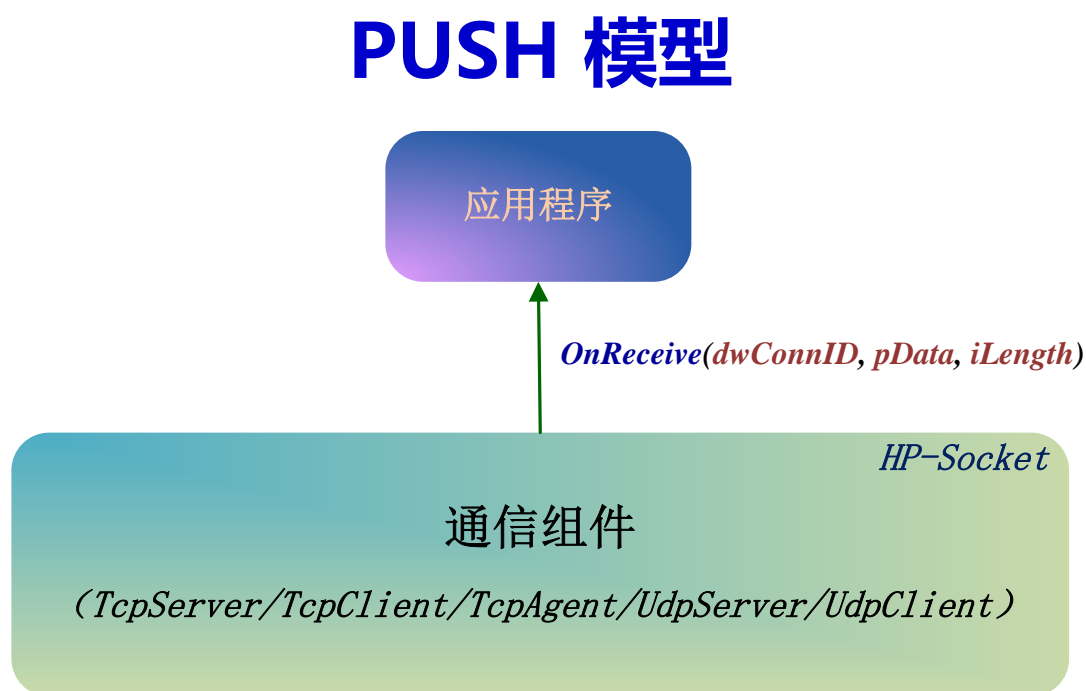 PUSH 模型
应用程序
OnReceive(dwConnID, pData, iLength)
HP-Socket
通信组件
（TcpServer/TcpClient/TcpAgent/UdpServer/UdpClient）